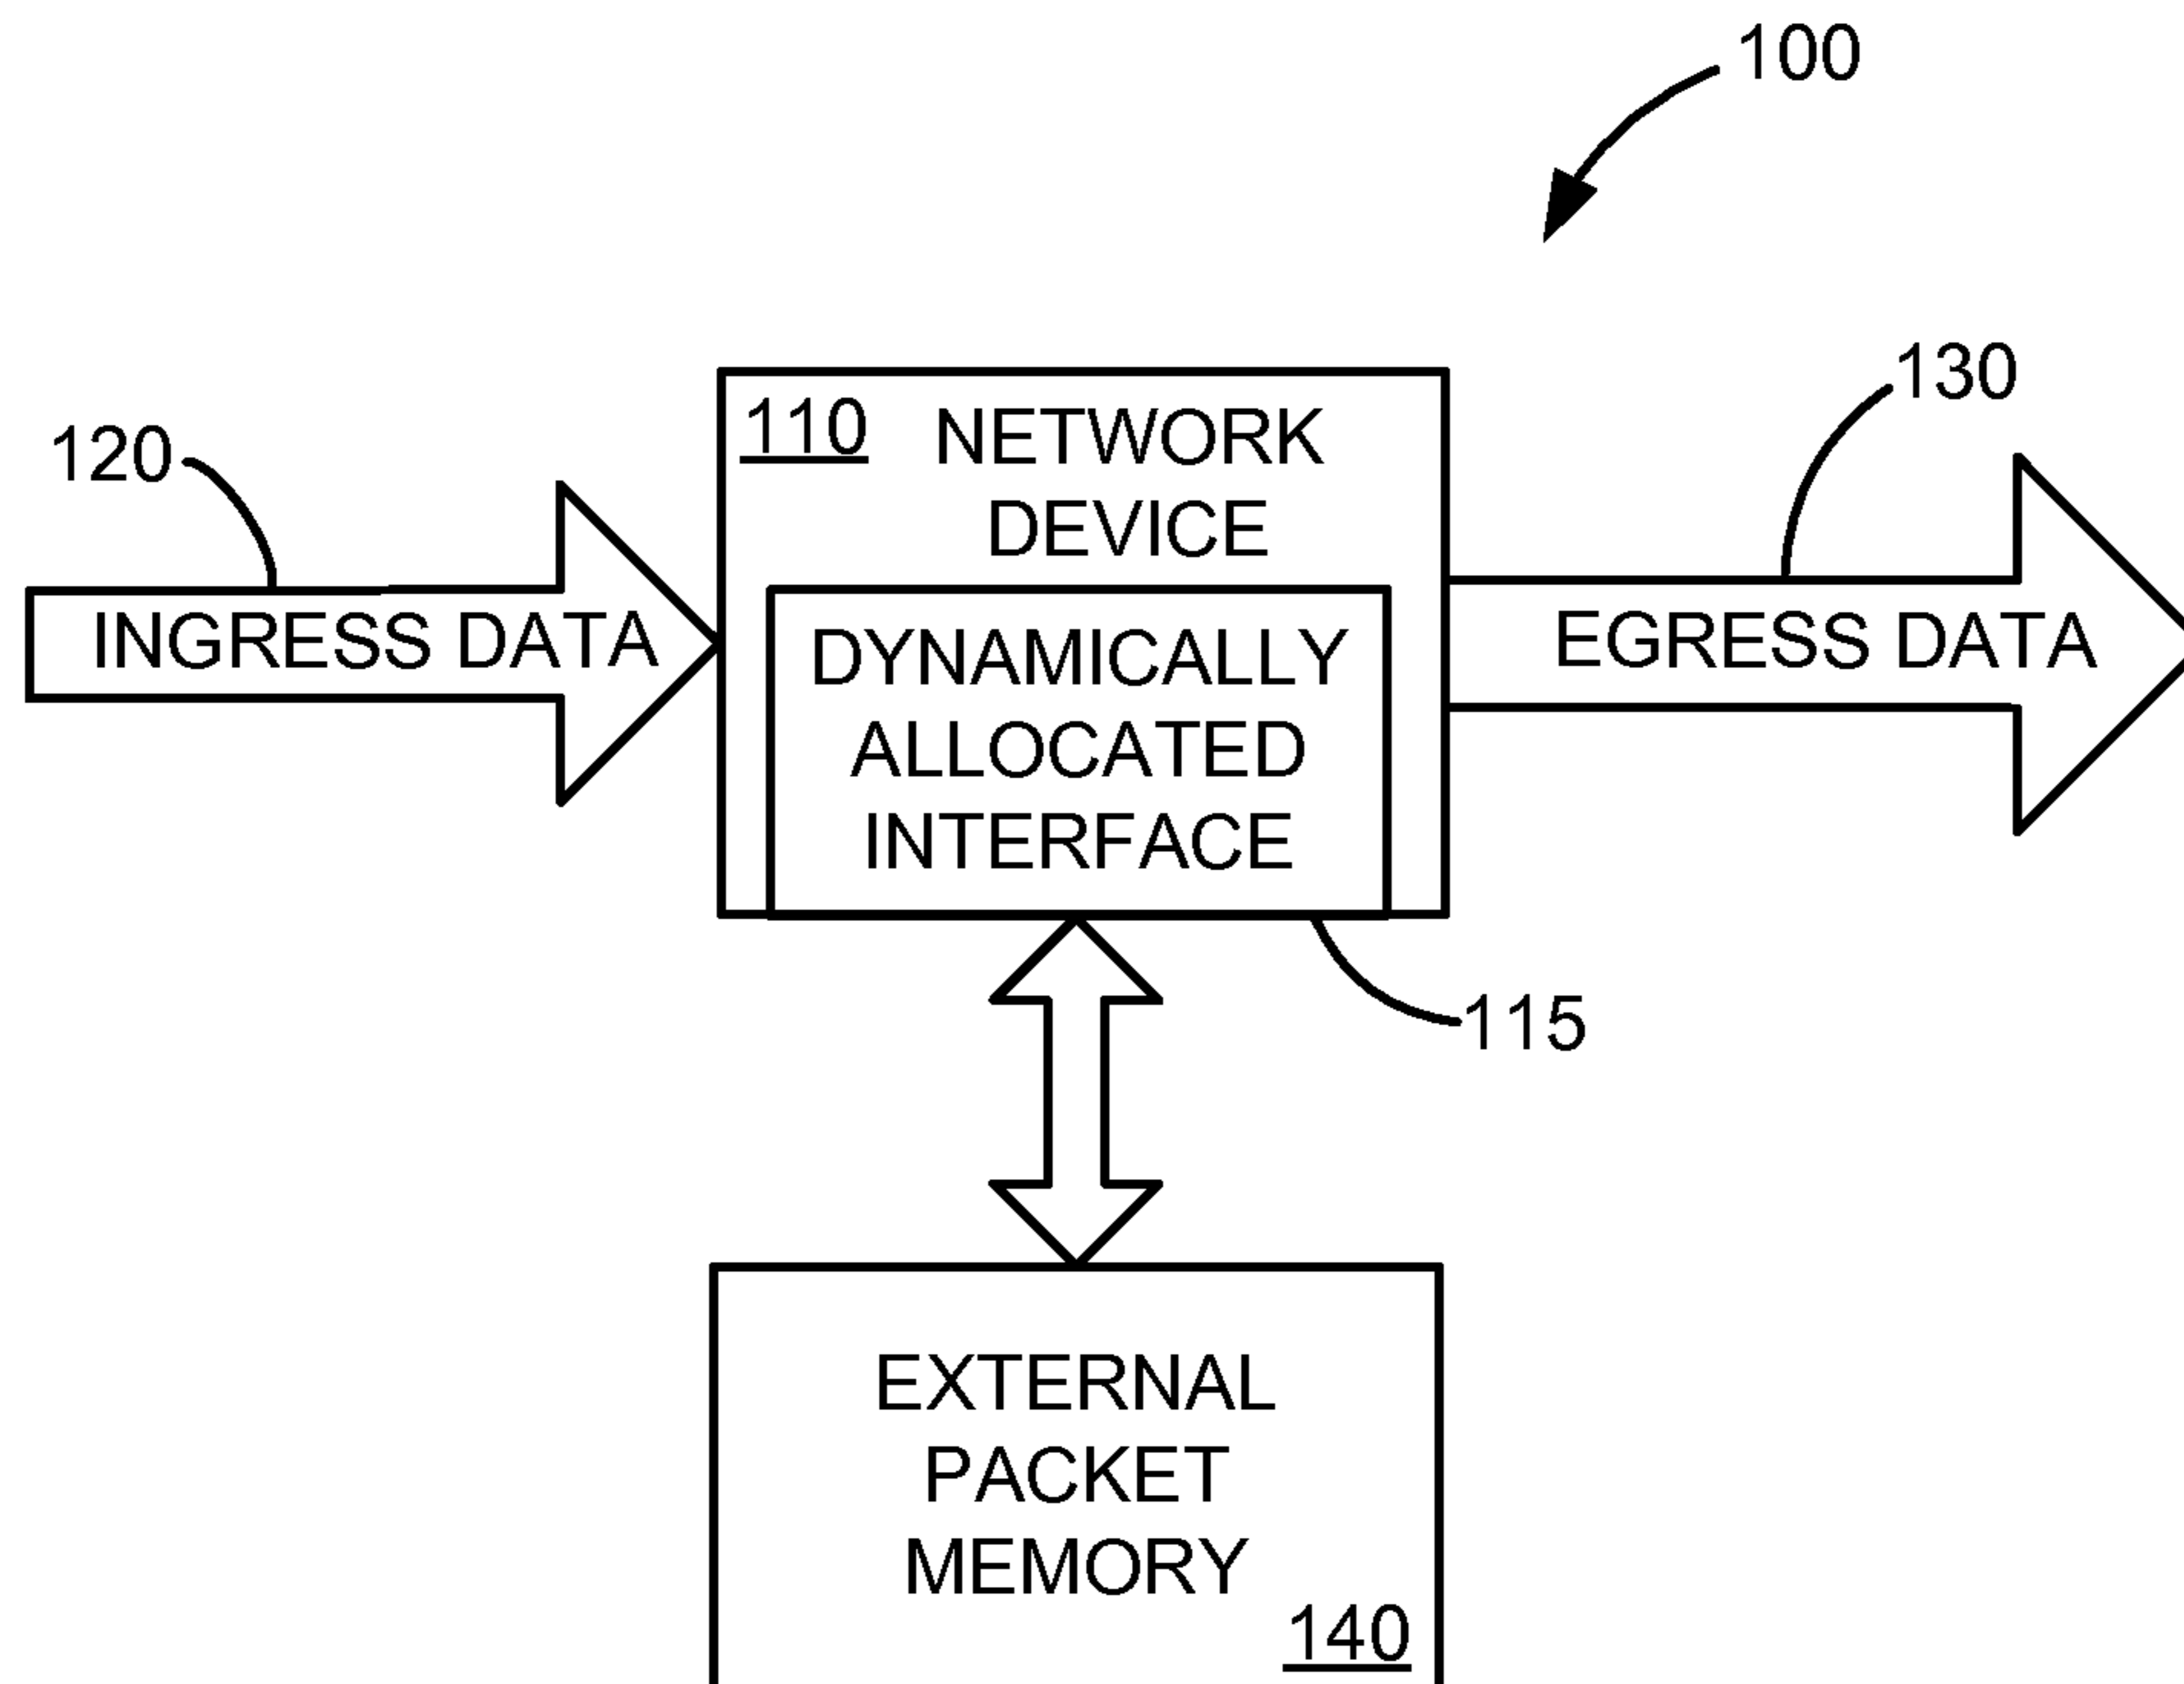 100
130
120
110
NETWORK
DEVICE
INGRESS DATA
EGRESS DATA
DYNAMICALLY
ALLOCATED
INTERFACE
115
EXTERNAL
PACKET
MEMORY
140